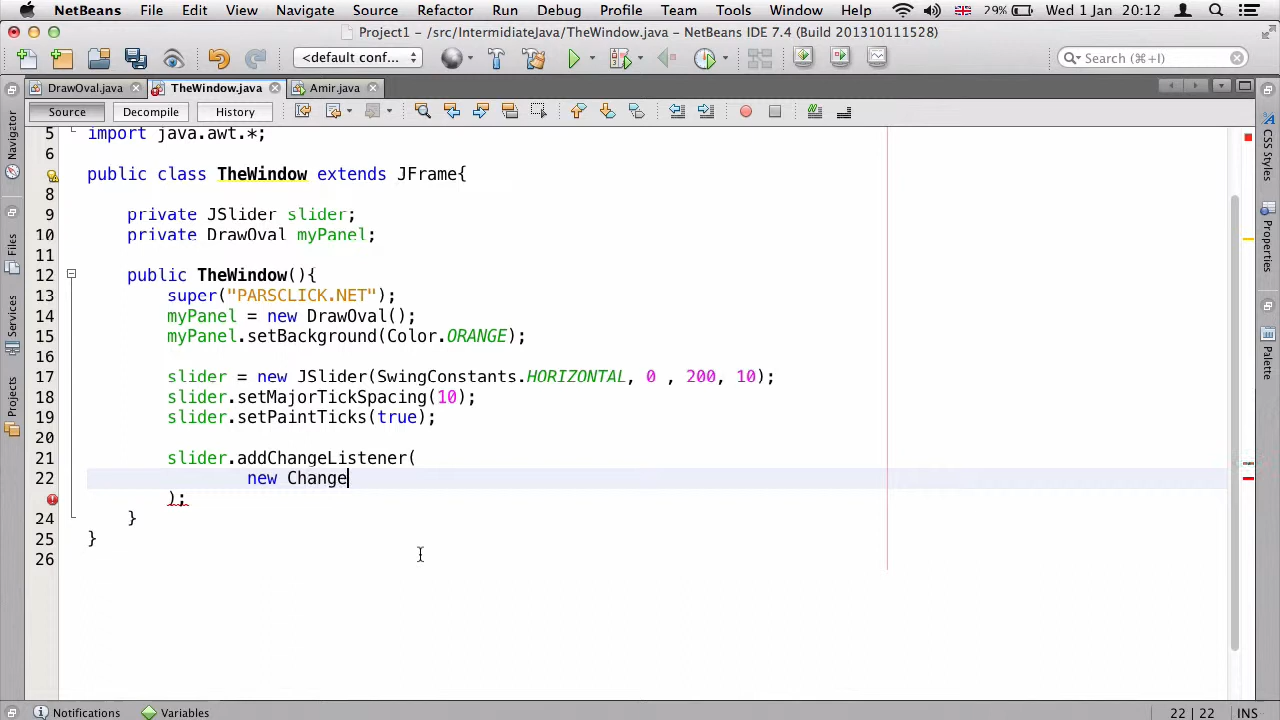 NetBeans File Edit View Navigate Source Refactor Run Debug Profile Team Tools Window Help 29% Wed 1 Jan 20:12
Project1 - /src/IntermidiateJava/TheWindow.java - NetBeans IDE 7.4 (Build 201310111528)
<default conf... Search (⌘+I)
DrawOval.java TheWindow.java Amir.java
Source Decompile History
Navigator
Files
Services
Projects
5 import java.awt.*;
6
public class TheWindow extends JFrame{
8
9 private JSlider slider;
10 private DrawOval myPanel;
11
12 public TheWindow(){
13 super("PARSCLICK.NET");
14 myPanel = new DrawOval();
15 myPanel.setBackground(Color.ORANGE);
16
17 slider = new JSlider(SwingConstants.HORIZONTAL, 0 , 200, 10);
18 slider.setMajorTickSpacing(10);
19 slider.setPaintTicks(true);
20
21 slider.addChangeListener(
22 new Change
);
24 }
25 }
26
CSS Styles
Properties
Palette
Notifications Variables 22 | 22 INS